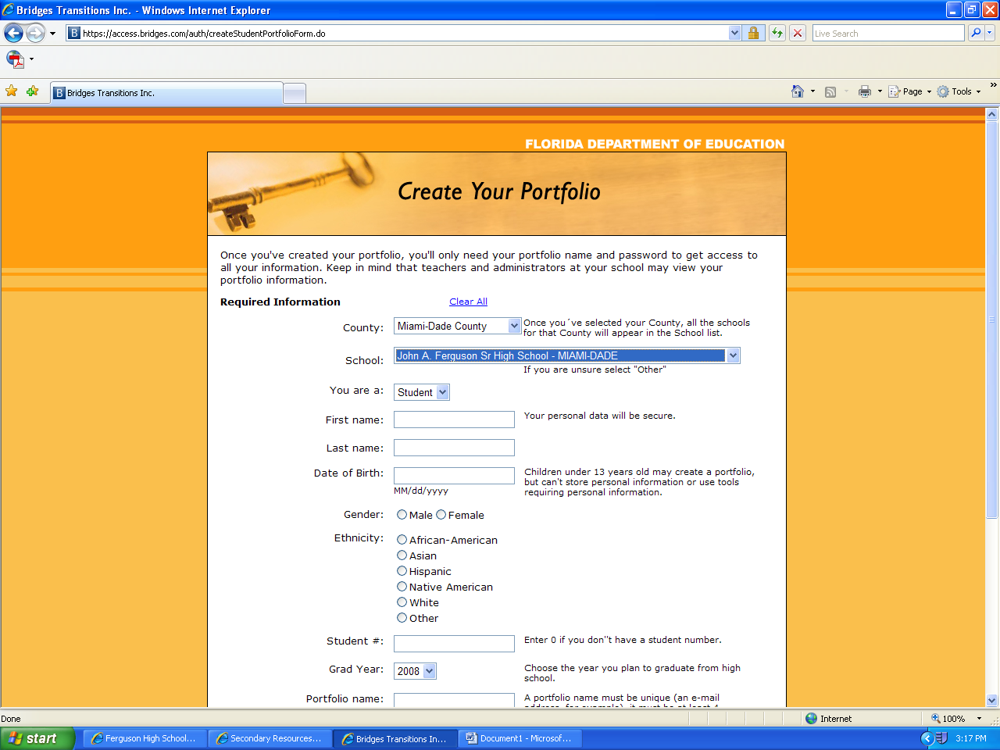 Bridges Transitions Inc. - Windows Internet Explorer
https://access.bridges.com/auth/createStudentPortfolioForm.do
Live Search
Bridges Transitions Inc.
Page
Tools
FLORIDA DEPARTMENT OF EDUCATION
Create Your Portfolio
Once you've created your portfolio, you'll only need your portfolio name and password to get access to
all your information. Keep in mind that teachers and administrators at your school may view your
portfolio information.
Required Information Clear All
County: Miami-Dade County Once you´ve selected your County, all the schools
for that County will appear in the School list.
School: John A. Ferguson Sr High School - MIAMI-DADE
If you are unsure select "Other"
You are a: Student
First name: Your personal data will be secure.
Last name:
Date of Birth: Children under 13 years old may create a portfolio,
but can't store personal information or use tools
MM/dd/yyyy requiring personal information.
Gender: Male Female
Ethnicity: African-American
Asian
Hispanic
Native American
White
Other
Student #: Enter 0 if you don''t have a student number.
Grad Year: 2008 Choose the year you plan to graduate from high
school.
Portfolio name: A portfolio name must be unique (an e-mail
address, for example), it must be at least 4
Done Internet 100%
start Ferguson High School... Secondary Resources... Bridges Transitions In... Document1 - Microsof... 3:17 PM